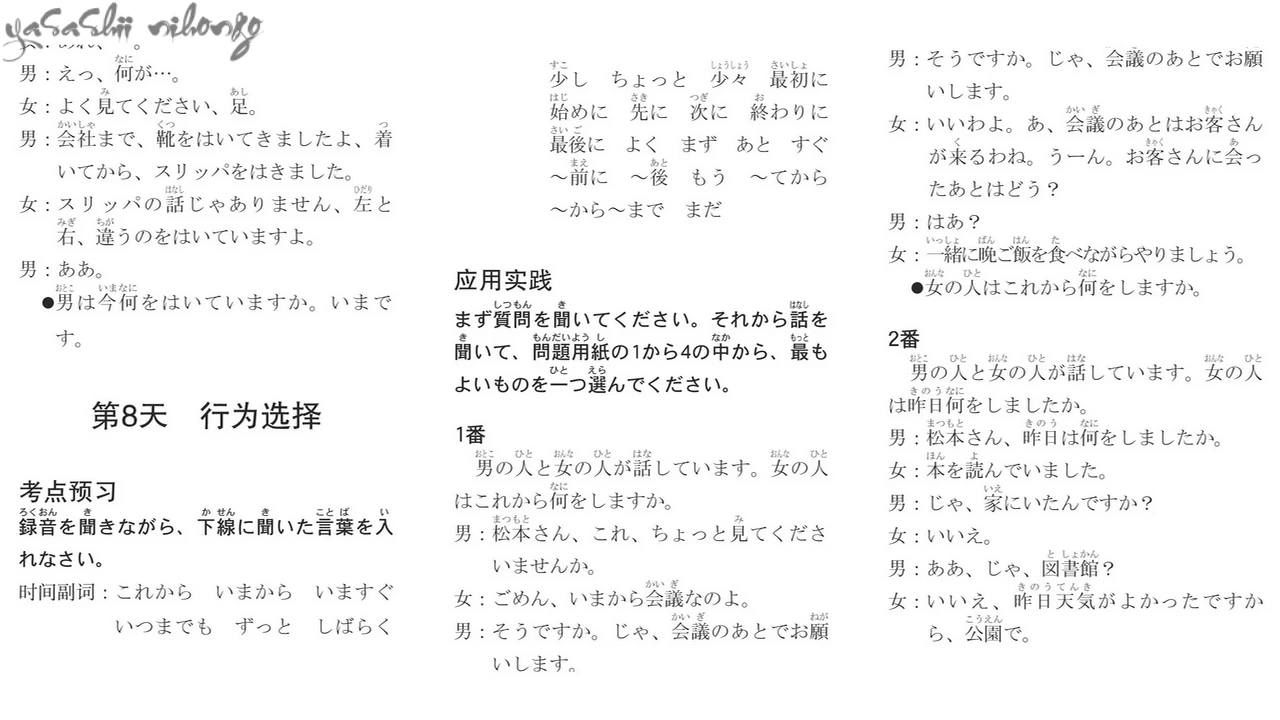 yasashii nihongo
男：えっ、何が…。
女：よく見てください、足。
男：会社まで、靴をはいてきましたよ、着
いてから、スリッパをはきました。
女：スリッパの話じゃありません、左と
右、違うのをはいていますよ。
男：ああ。
●男は今何をはいていますか。いまで
す。
第8天　行为选择
考点预习
録音を聞きながら、下線に聞いた言葉を入
れなさい。
时间副词：これから　いまから　いますぐ
いつまでも　ずっと　しばらく
少し　ちょっと　少々　最初に
始めに　先に　次に　終わりに
最後に　よく　まず　あと　すぐ
～前に　～後　もう　～てから
～から～まで　まだ
应用实践
まず質問を聞いてください。それから話を
聞いて、問題用紙の1から4の中から、最も
よいものを一つ選んでください。
1番
男の人と女の人が話しています。女の人
はこれから何をしますか。
男：松本さん、これ、ちょっと見てくださ
いませんか。
女：ごめん、いまから会議なのよ。
男：そうですか。じゃ、会議のあとでお願
いします。
男：そうですか。じゃ、会議のあとでお願
いします。
女：いいわよ。あ、会議のあとはお客さん
が来るわね。うーん。お客さんに会っ
たあとはどう？
男：はあ？
女：一緒に晩ご飯を食べながらやりましょう。
●女の人はこれから何をしますか。
2番
男の人と女の人が話しています。女の人
は昨日何をしましたか。
男：松本さん、昨日は何をしましたか。
女：本を読んでいました。
男：じゃ、家にいたんですか？
女：いいえ。
男：ああ、じゃ、図書館？
女：いいえ、昨日天気がよかったですか
ら、公園で。